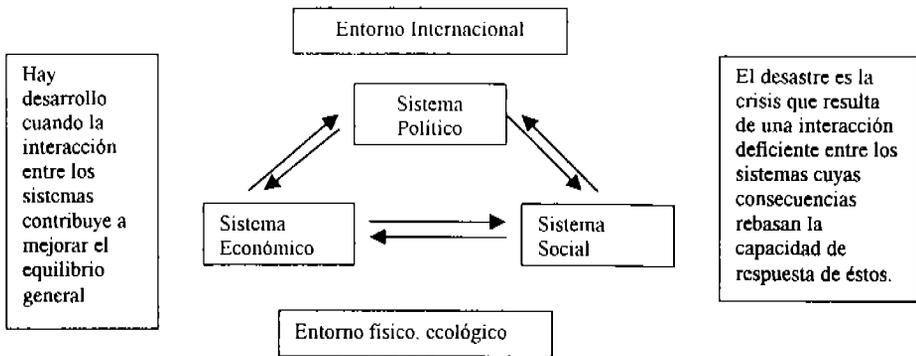 Entorno Internacional
Hay
desarrollo
cuando la
interacción
entre los
sistemas
contribuye a
mejorar el
equilibrio
general
Sistema
Político
El desastre es la
crisis que resulta
de una interacción
deficiente entre los
sistemas cuyas
consecuencias
rebasan la
capacidad de
respuesta de éstos.
Sistema
Económico
Sistema
Social
Entorno físico, ecológico